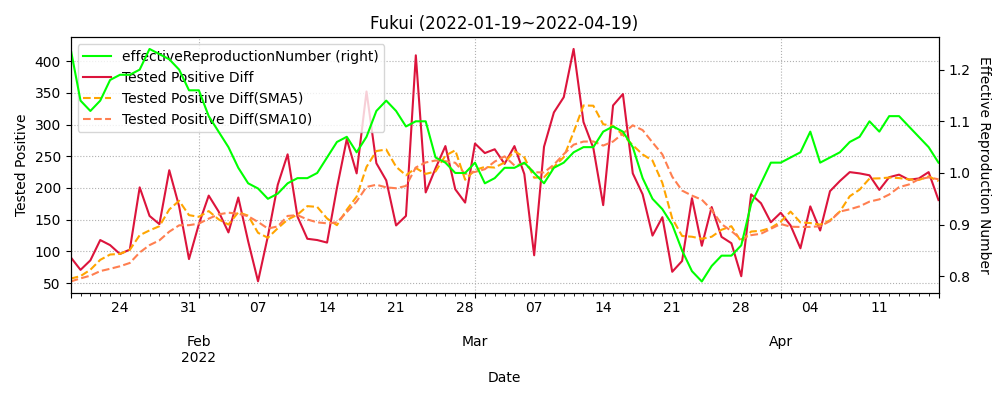 Fukui (2022-01-19~2022-04-19)
effectiveReproductionNumber (right)
Tested Positive Diff
Tested Positive Diff(SMA5)
Tested Positive Diff(SMA10)
Tested Positive
400
350
300
250
200
150
100
50
1.2
1.1
1.0
0.9
0.8
Effective Reproduction Number
24 31 07 14 21 28 07 14 21 28 04 11
Feb Mar Apr
2022
Date